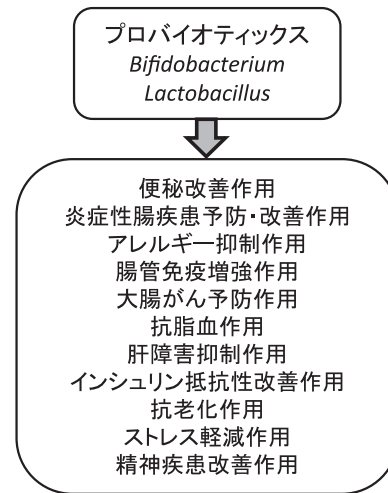 プロバイオティックス
Bifidobacterium
Lactobacillus
便秘改善作用
炎症性腸疾患予防・改善作用
アレルギー抑制作用
腸管免疫増強作用
大腸がん予防作用
抗脂血作用
肝障害抑制作用
インシュリン抵抗性改善作用
抗老化作用
ストレス軽減作用
精神疾患改善作用